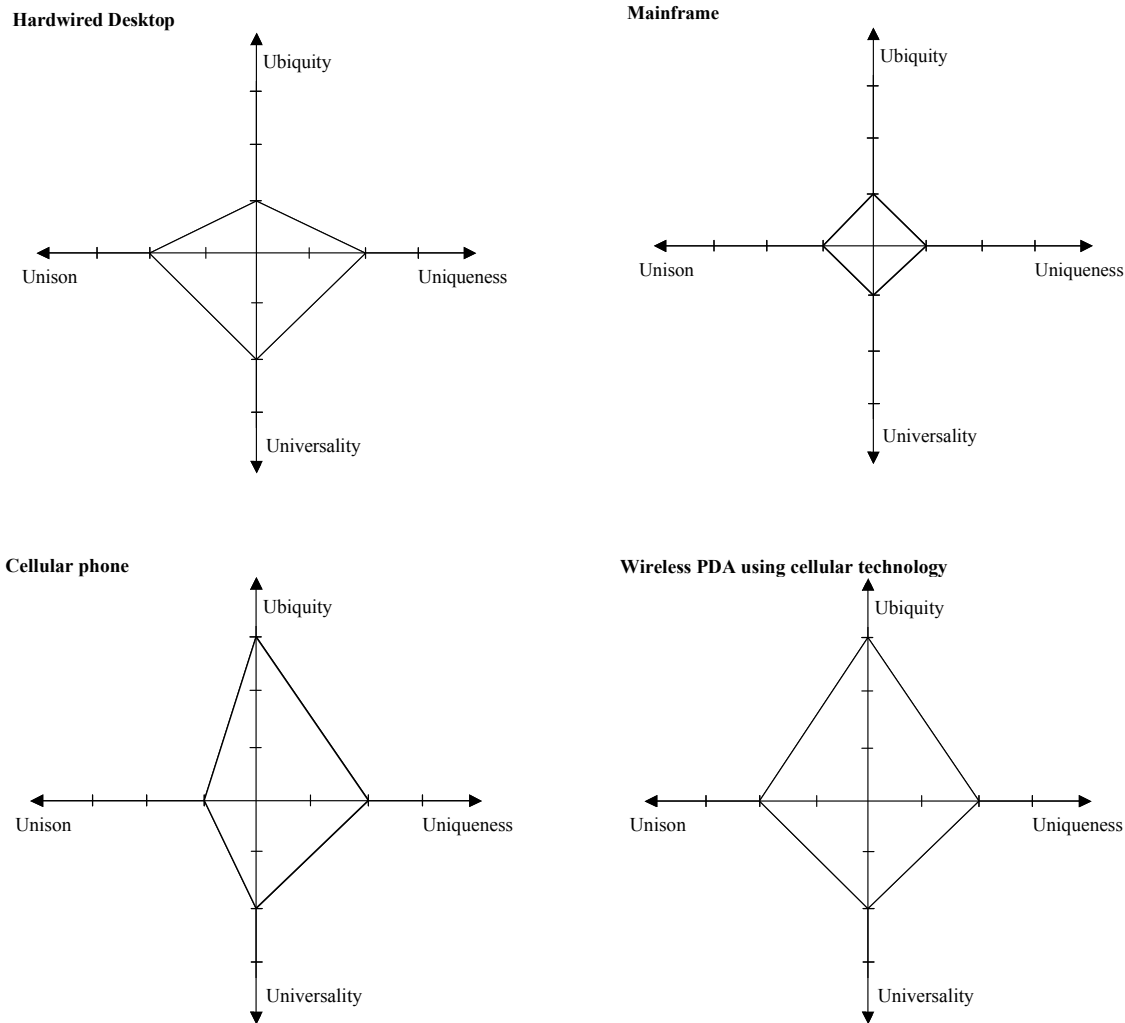 Hardwired Desktop
Ubiquity
Unison
Uniqueness
Universality
Mainframe
Ubiquity
Unison
Uniqueness
Universality
Cellular phone
Ubiquity
Unison
Uniqueness
Universality
Wireless PDA using cellular technology
Ubiquity
Unison
Uniqueness
Universality